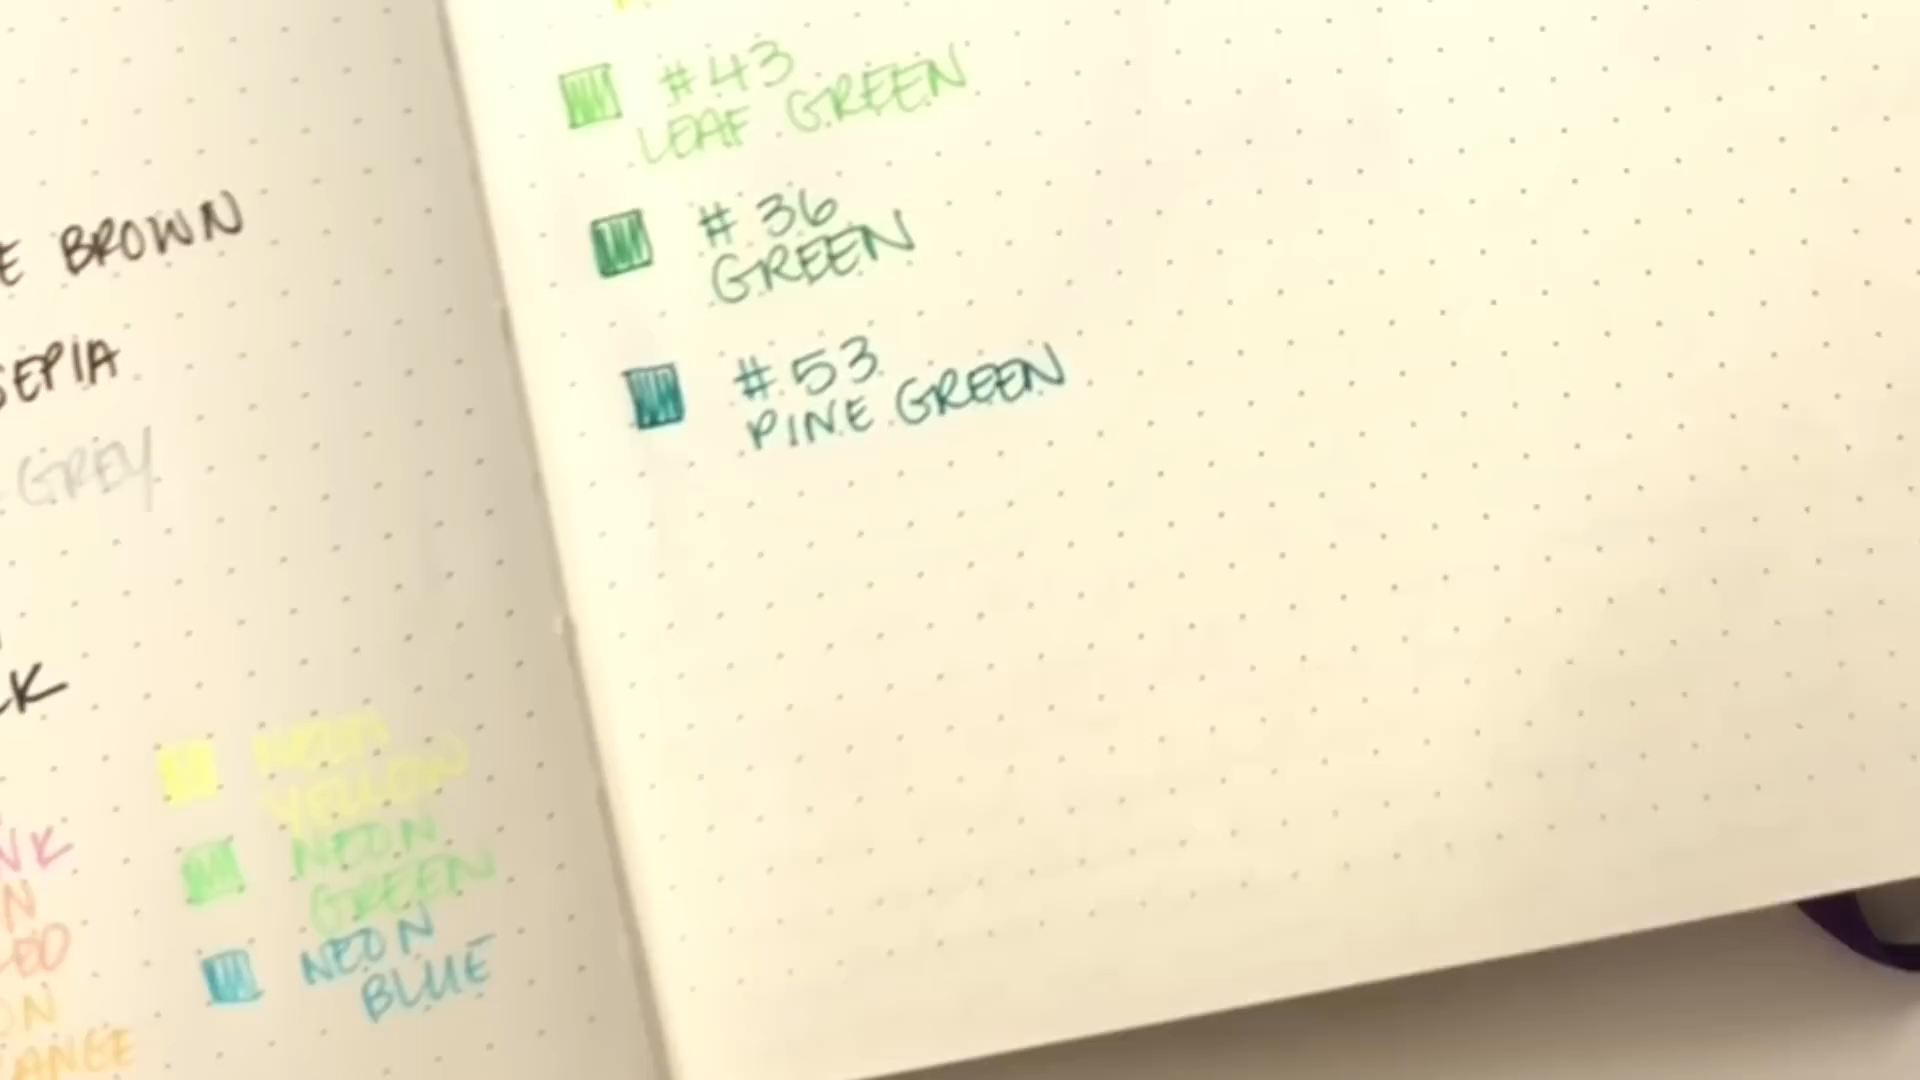 BROWN
SEPIA
GREY
NEON
YELLOW
NEON
GREEN
NEON
BLUE
#43
LEAF GREEN
#36
GREEN
#53
PINE GREEN